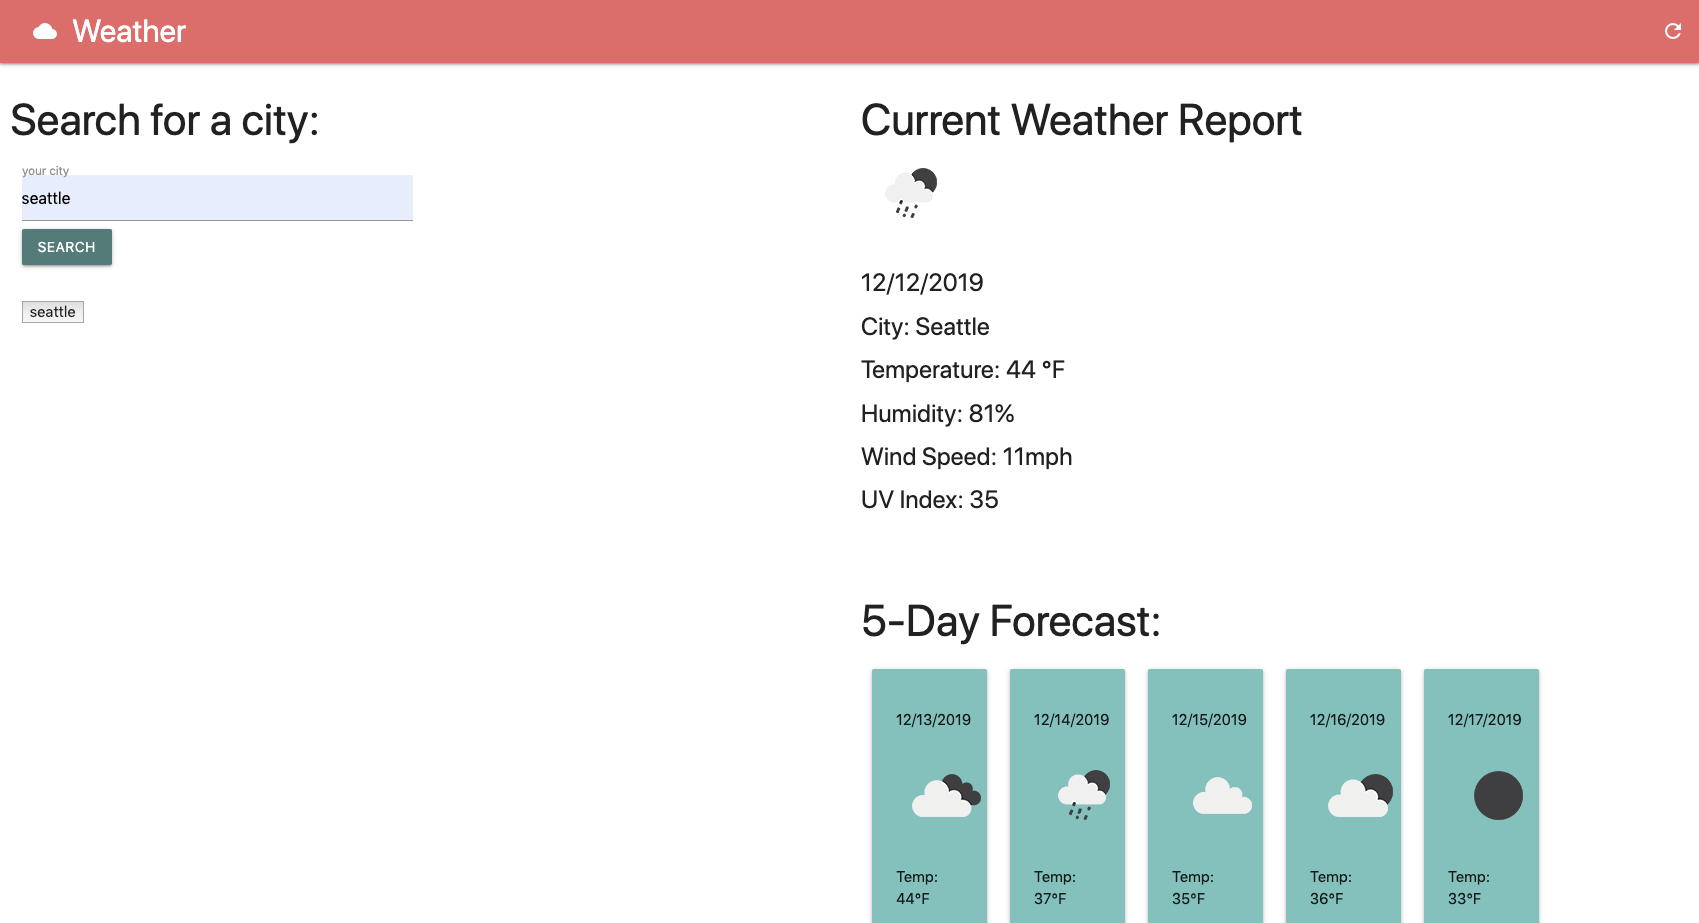 Weather
Search for a city:
your city
seattle
SEARCH
seattle
Current Weather Report
12/12/2019
City: Seattle
Temperature: 44 °F
Humidity: 81%
Wind Speed: 11mph
UV Index: 35
5-Day Forecast:
12/13/2019
Temp:
44°F
12/14/2019
Temp:
37°F
12/15/2019
Temp:
35°F
12/16/2019
Temp:
36°F
12/17/2019
Temp:
33°F